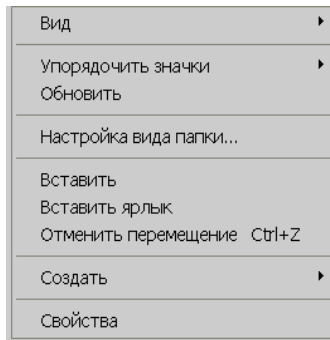 Вид
Упорядочить значки
Обновить
Настройка вида папки...
Вставить
Вставить ярлык
Отменить перемещение Ctrl+Z
Создать
Свойства